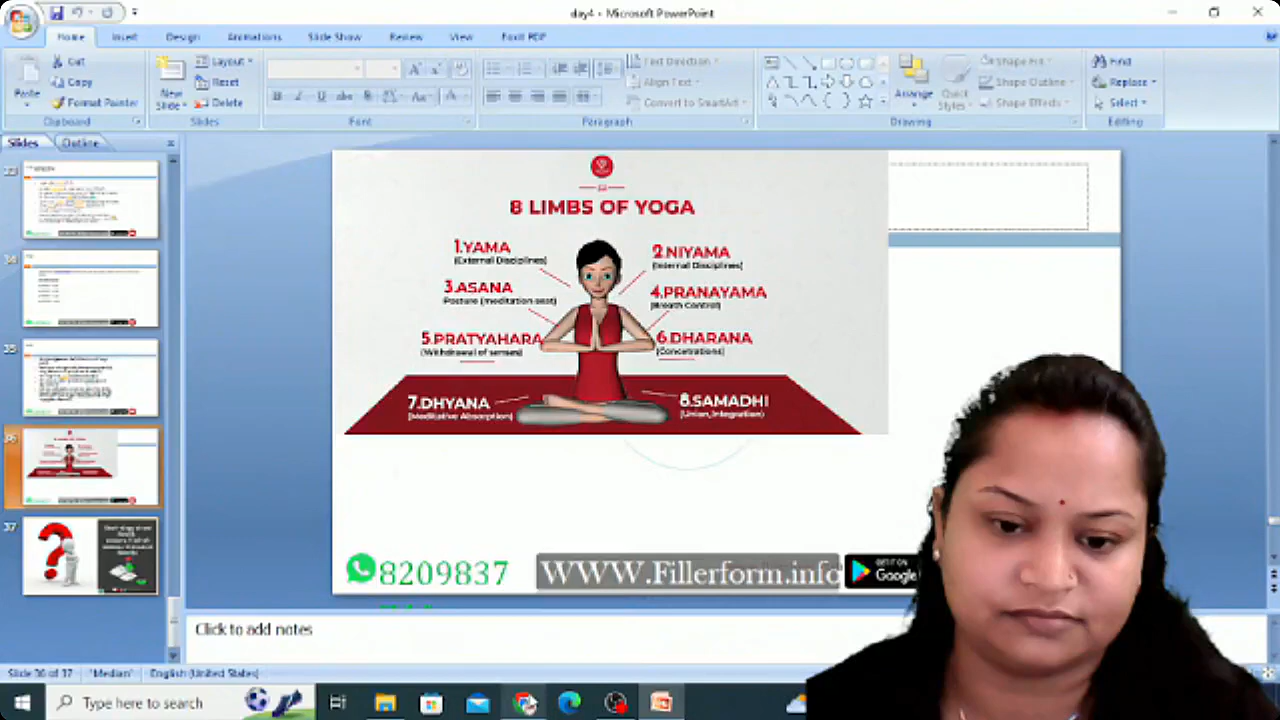 day4 - Microsoft PowerPoint
Home Insert Design Animations Slide Show Review View Foxit PDF
Cut
Copy
Format Painter
Paste
Clipboard
New Slide
Layout
Reset
Delete
Slides
Font
Text Direction
Align Text
Convert to SmartArt
Paragraph
Arrange
Quick Styles
Shape Fill
Shape Outline
Shape Effects
Drawing
Find
Replace
Select
Editing
Slides Outline
33
34
35
36
37
8 LIMBS OF YOGA
1.YAMA
(External Disciplines)
2.NIYAMA
(Internal Disciplines)
3.ASANA
Posture (meditation seat)
4.PRANAYAMA
(Breath Control)
5.PRATYAHARA
(Withdrawal of senses)
6.DHARANA
(Concetrations)
7.DHYANA
(Meditative Absorption)
8.SAMADHI
(Union, Integration)
8209837
WWW.Fillerform.info
GET IT ON
Google
Click to add notes
Slide 36 of 37 "Median" English (United States)
Type here to search